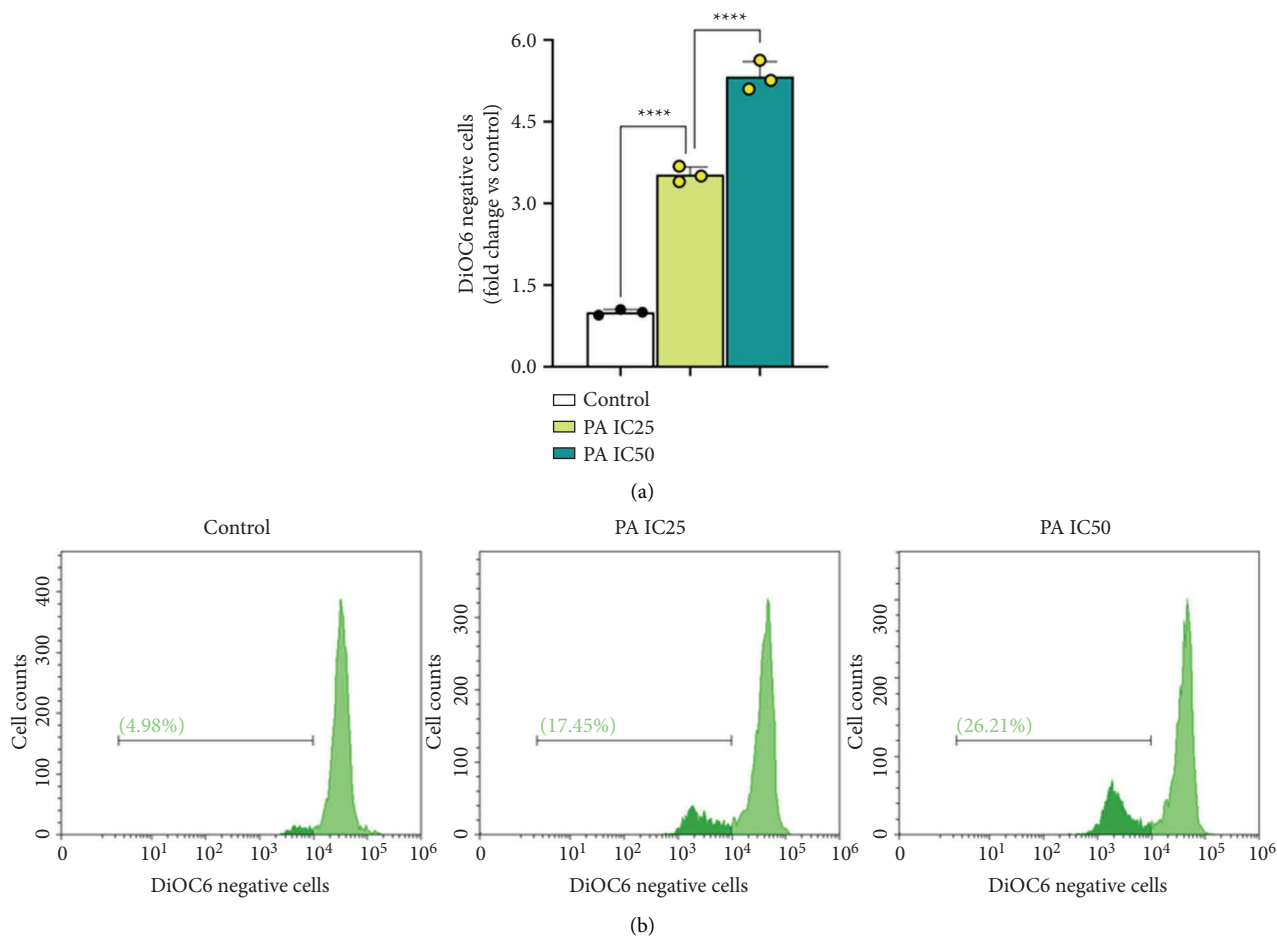 ****
****
6.0
4.5
3.0
1.5
0.0
DiOC6 negative cells
(fold change vs control)
Control
PA IC25
PA IC50
(a)
Control
400
300
200
100
0
Cell counts
(4.98%)
0 10¹ 10² 10³ 10⁴ 10⁵ 10⁶
DiOC6 negative cells
PA IC25
300
200
100
0
Cell counts
(17.45%)
0 10¹ 10² 10³ 10⁴ 10⁵ 10⁶
DiOC6 negative cells
PA IC50
300
200
100
0
Cell counts
(26.21%)
0 10¹ 10² 10³ 10⁴ 10⁵ 10⁶
DiOC6 negative cells
(b)